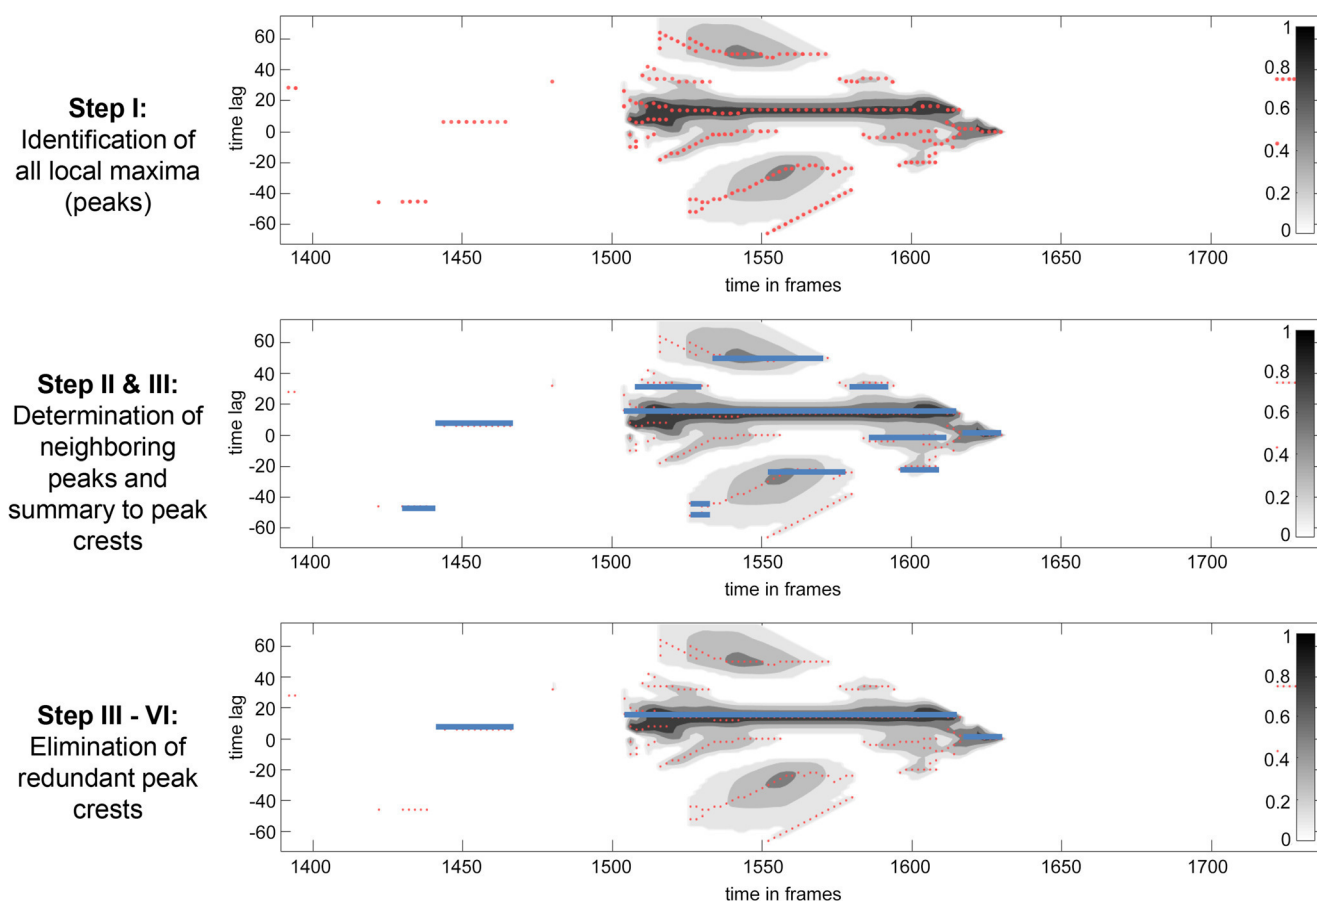 Step I:
Identification of
all local maxima
(peaks)
time lag
60
40
20
0
-20
-40
-60
1
0.8
0.6
0.4
0.2
0
1400 1450 1500 1550 1600 1650 1700
time in frames
Step II & III:
Determination of
neighboring
peaks and
summary to peak
crests
time lag
60
40
20
0
-20
-40
-60
1
0.8
0.6
0.4
0.2
0
1400 1450 1500 1550 1600 1650 1700
time in frames
Step III - VI:
Elimination of
redundant peak
crests
time lag
60
40
20
0
-20
-40
-60
1
0.8
0.6
0.4
0.2
0
1400 1450 1500 1550 1600 1650 1700
time in frames